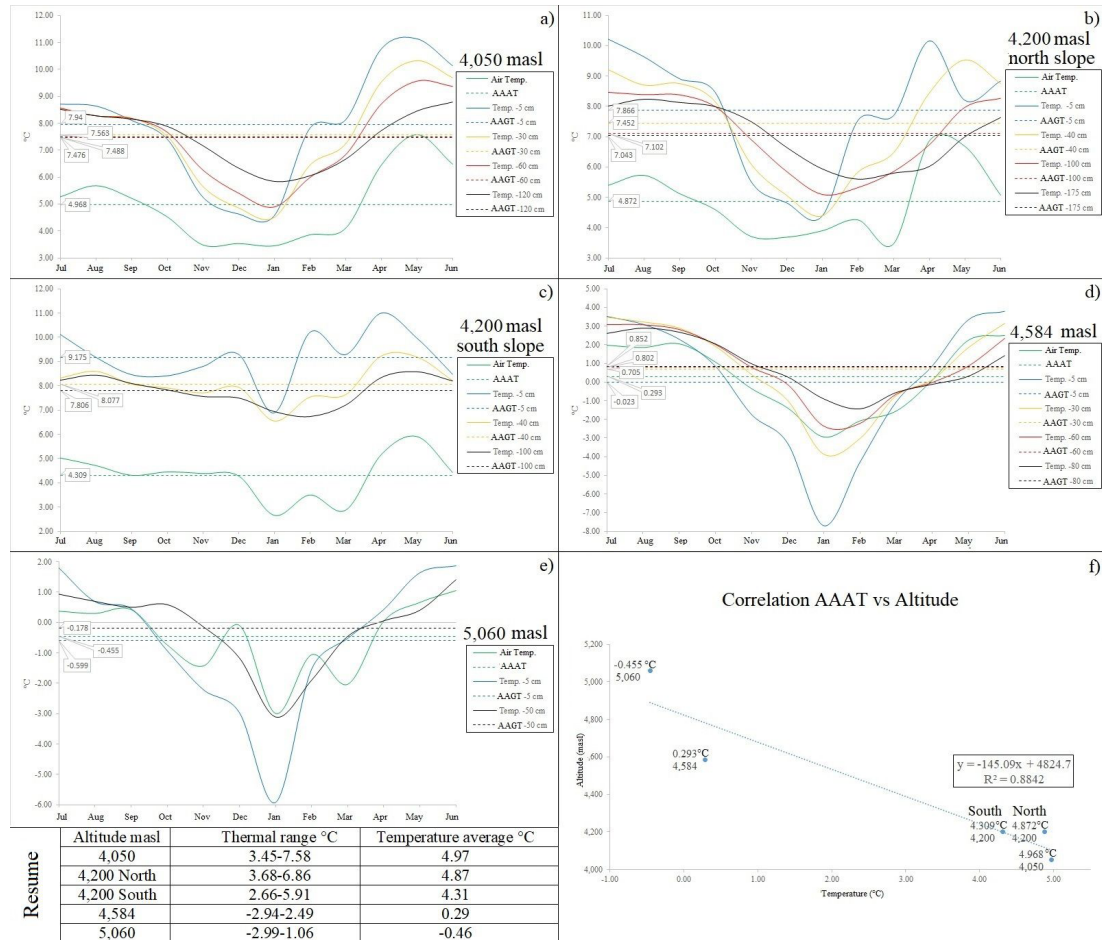 a)
4,050 masl
12.00
11.00
10.00
9.00
8.00
7.00
6.00
5.00
4.00
3.00
°C
7.94
7.563
7.488
7.476
4.968
Jul Aug Sep Oct Nov Dec Jan Feb Mar Apr May Jun
Air Temp.
AAAT
Temp. -5 cm
AAGT -5 cm
Temp. -30 cm
AAGT -30 cm
Temp. -60 cm
AAGT -60 cm
Temp. -120 cm
AAGT -120 cm
b)
4,200 masl
north slope
11.00
10.00
9.00
8.00
7.00
6.00
5.00
4.00
3.00
°C
7.866
7.452
7.102
7.043
4.872
Jul Aug Sep Oct Nov Dec Jan Feb Mar Apr May Jun
Air Temp.
AAAT
Temp. -5 cm
AAGT -5 cm
Temp. -40 cm
AAGT -40 cm
Temp. -100 cm
AAGT -100 cm
Temp. -175 cm
AAGT -175 cm
c)
4,200 masl
south slope
12.00
11.00
10.00
9.00
8.00
7.00
6.00
5.00
4.00
3.00
2.00
°C
9.175
8.077
7.806
4.309
Jul Aug Sep Oct Nov Dec Jan Feb Mar Apr May Jun
Air Temp.
AAAT
Temp. -5 cm
AAGT -5 cm
Temp. -40 cm
AAGT -40 cm
Temp. -100 cm
AAGT -100 cm
d)
4,584 masl
5.00
4.00
3.00
2.00
1.00
0.00
-1.00
-2.00
-3.00
-4.00
-5.00
-6.00
-7.00
-8.00
°C
0.852
0.802
0.705
0.293
-0.023
Jul Aug Sep Oct Nov Dec Jan Feb Mar Apr May Jun
Air Temp.
AAAT
Temp. -5 cm
AAGT -5 cm
Temp. -30 cm
AAGT -30 cm
Temp. -60 cm
AAGT -60 cm
Temp. -80 cm
AAGT -80 cm
e)
5,060 masl
2.00
1.00
0.00
-1.00
-2.00
-3.00
-4.00
-5.00
-6.00
°C
-0.178
-0.455
-0.599
Jul Aug Sep Oct Nov Dec Jan Feb Mar Apr May Jun
Air Temp.
AAAT
Temp. -5 cm
AAGT -5 cm
Temp. -50 cm
AAGT -50 cm
f)
Correlation AAAT vs Altitude
5,200
5,000
4,800
4,600
4,400
4,200
4,000
Altitude (masl)
-0.455 °C
5,060
0.293°C
4,584
y = -145.09x + 4824.7
R² = 0.8842
South North
4.309°C 4.872°C
4,200 4,200
4.968 °C
4,050
-1.00 0.00 1.00 2.00 3.00 4.00 5.00
Temperature (°C)
Resume
Altitude masl Thermal range °C Temperature average °C
4,050 3.45-7.58 4.97
4,200 North 3.68-6.86 4.87
4,200 South 2.66-5.91 4.31
4,584 -2.94-2.49 0.29
5,060 -2.99-1.06 -0.46